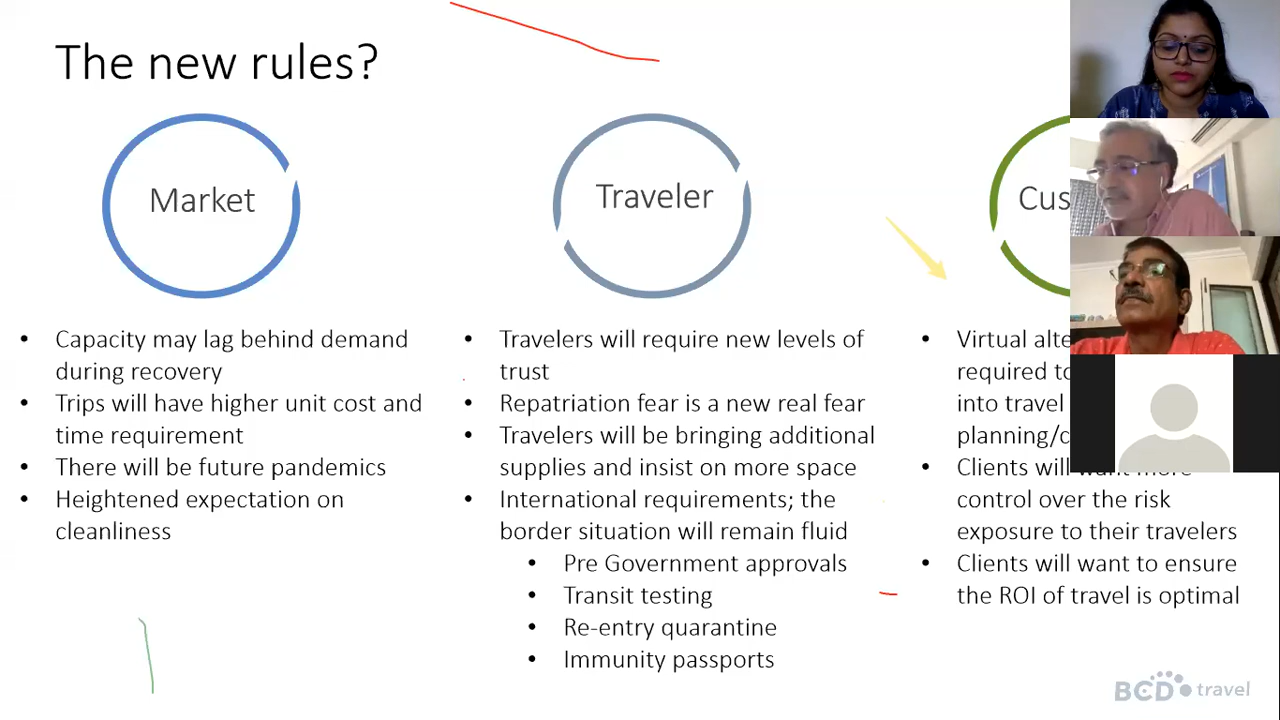 The new rules?
Market
Traveler
Capacity may lag behind demand
during recovery
Trips will have higher unit cost and
time requirement
There will be future pandemics
Heightened expectation on
cleanliness
Travelers will require new levels of
trust
Repatriation fear is a new real fear
Travelers will be bringing additional
supplies and insist on more space
International requirements; the
border situation will remain fluid
Pre Government approvals
Transit testing
Re-entry quarantine
Immunity passports
Virtual
required
into travel
Clients will want more
control over the risk
exposure to their travelers
Clients will want to ensure
the ROI of travel is optimal
BCD travel